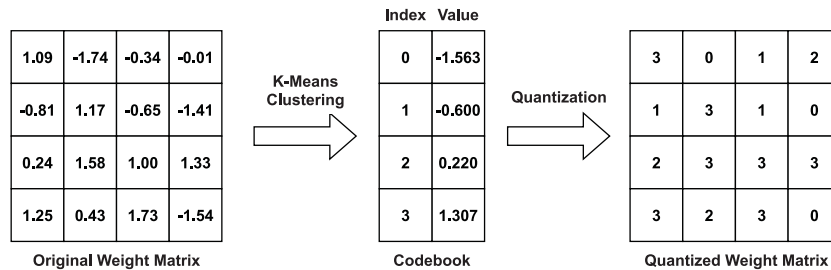 Index Value
1.09 -1.74 -0.34 -0.01
-0.81 1.17 -0.65 -1.41
0.24 1.58 1.00 1.33
1.25 0.43 1.73 -1.54
Original Weight Matrix
K-Means
Clustering
0 -1.563
1 -0.600
2 0.220
3 1.307
Codebook
Quantization
3 0 1 2
1 3 1 0
2 3 3 3
3 2 3 0
Quantized Weight Matrix